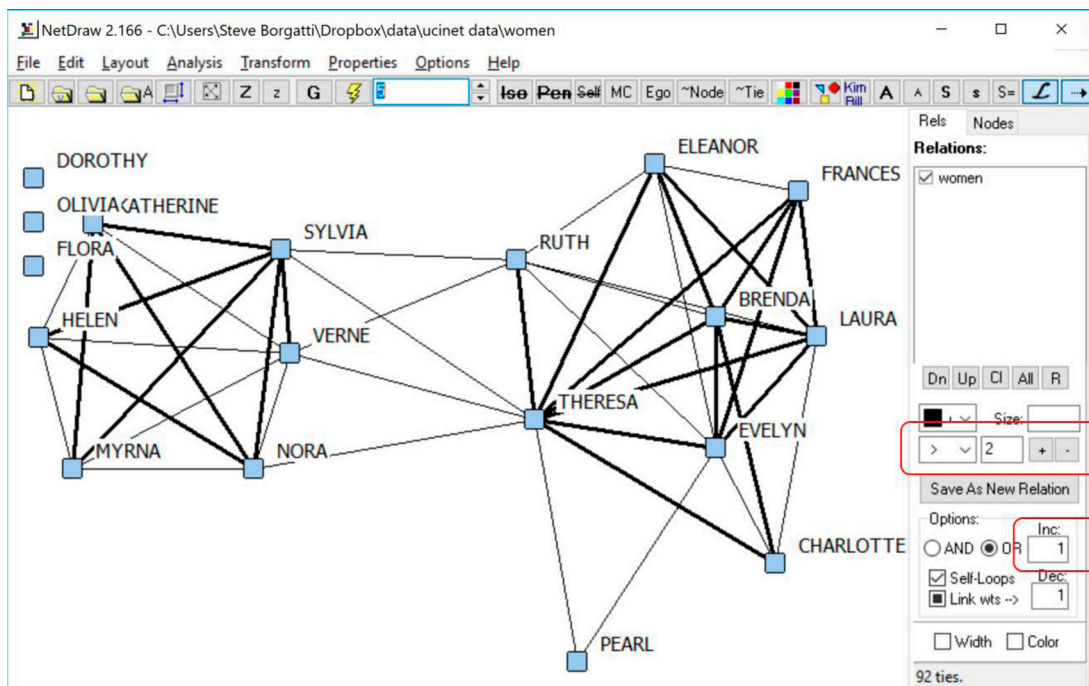 NetDraw 2.166 - C:\Users\Steve Borgatti\Dropbox\data\ucinet data\women
File Edit Layout Analysis Transform Properties Options Help
A Z z G 5 Iso Pen Self MC Ego ~Node ~Tie Kim Bill A A S s S= L
Rels Nodes
Relations:
women
DOROTHY
OLIVIA KATHERINE
FLORA
SYLVIA
HELEN
VERNE
MYRNA
NORA
RUTH
ELEANOR
FRANCES
BRENDA
LAURA
THERESA
EVELYN
CHARLOTTE
PEARL
Dn Up Cl All R
Size:
> 2 + -
Save As New Relation
Options:
Inc:
AND OR 1
Self-Loops Dec:
Link wts --> 1
Width Color
92 ties.